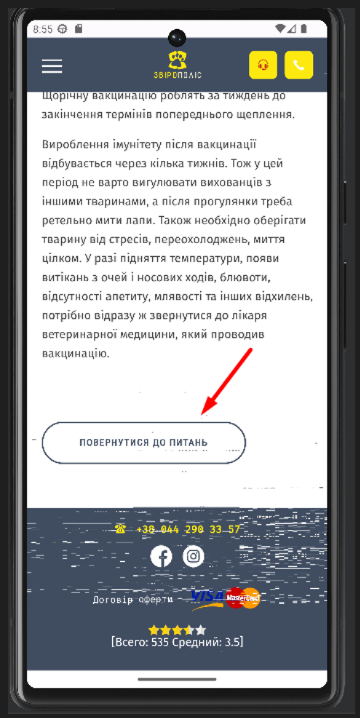 8:55
ЗВІРОПОЛІС
Щорічну вакцинацію роблять за тиждень до
закінчення термінів попереднього щеплення.
Вироблення імунітету після вакцинації
відбувається через кілька тижнів. Тож у цей
період не варто вигулювати вихованців з
іншими тваринами, а після прогулянки треба
ретельно мити лапи. Також необхідно оберігати
тварину від стресів, переохолоджень, миття
цілком. У разі підняття температури, появи
витікань з очей і носових ходів, блювоти,
відсутності апетиту, млявості та інших відхилень,
потрібно відразу ж звернутися до лікаря
ветеринарної медицини, який проводив
вакцинацію.
ПОВЕРНУТИСЯ ДО ПИТАНЬ
+38 044 290 33 57
Договір оферти - VISA MasterCard
[Всего: 535 Средний: 3.5]